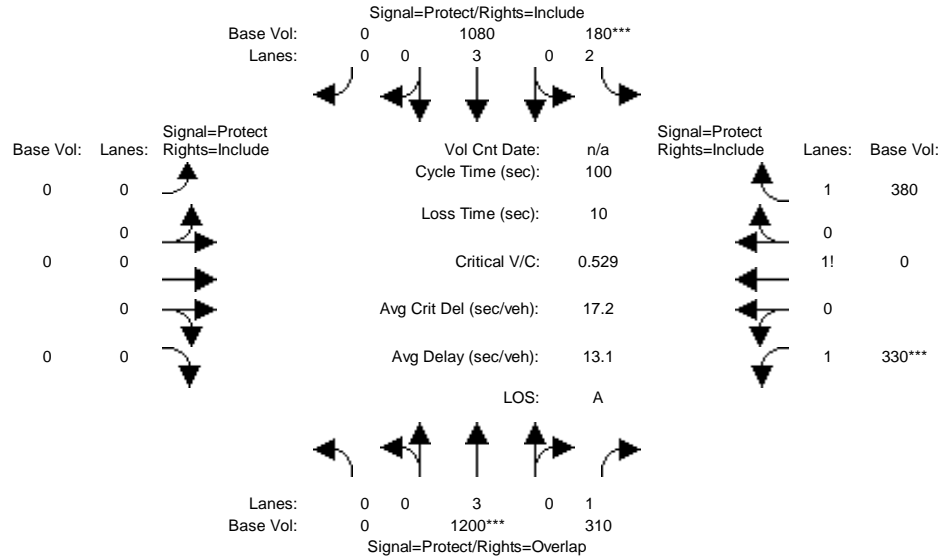 Signal=Protect/Rights=Include
Base Vol: 0 1080 180***
Lanes: 0 0 3 0 2
Signal=Protect
Base Vol: Lanes: Rights=Include
Vol Cnt Date: n/a
Signal=Protect
Rights=Include Lanes: Base Vol:
Cycle Time (sec): 100
0 0
1 380
Loss Time (sec): 10
0
0
Critical V/C: 0.529
0 0
1! 0
Avg Crit Del (sec/veh): 17.2
0
0
Avg Delay (sec/veh): 13.1
0 0
1 330***
LOS: A
Lanes: 0 0 3 0 1
Base Vol: 0 1200*** 310
Signal=Protect/Rights=Overlap